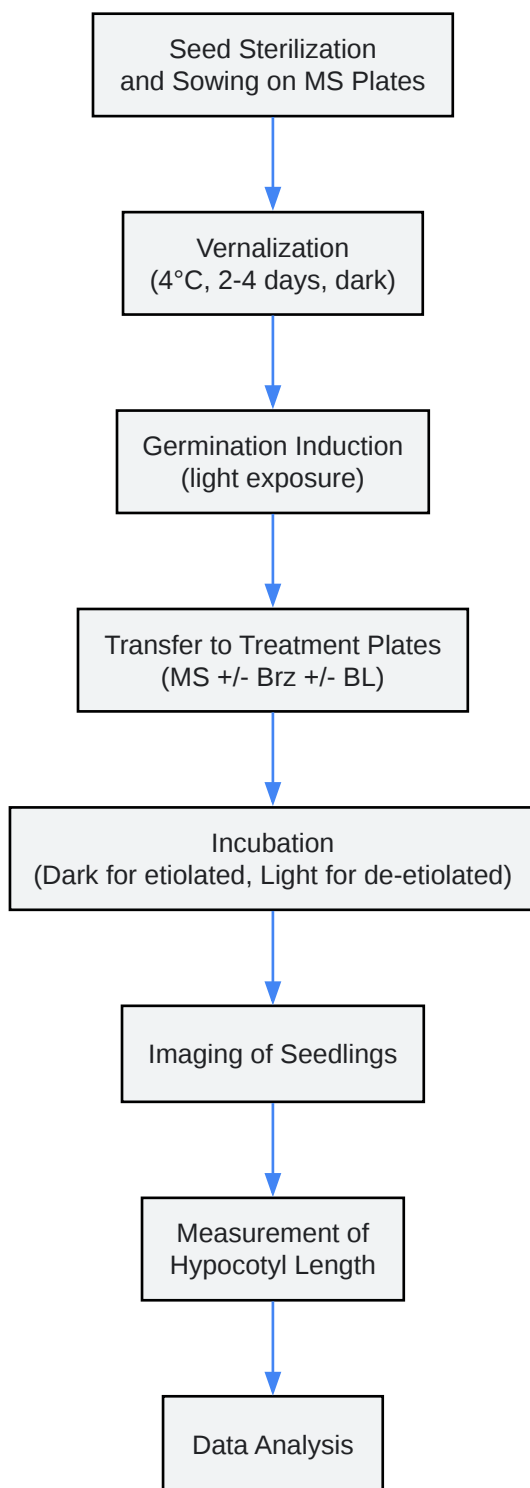 Seed Sterilization
and Sowing on MS Plates
Vernalization
(4°C, 2-4 days, dark)
Germination Induction
(light exposure)
Transfer to Treatment Plates
(MS +/- Brz +/- BL)
Incubation
(Dark for etiolated, Light for de-etiolated)
Imaging of Seedlings
Measurement of
Hypocotyl Length
Data Analysis